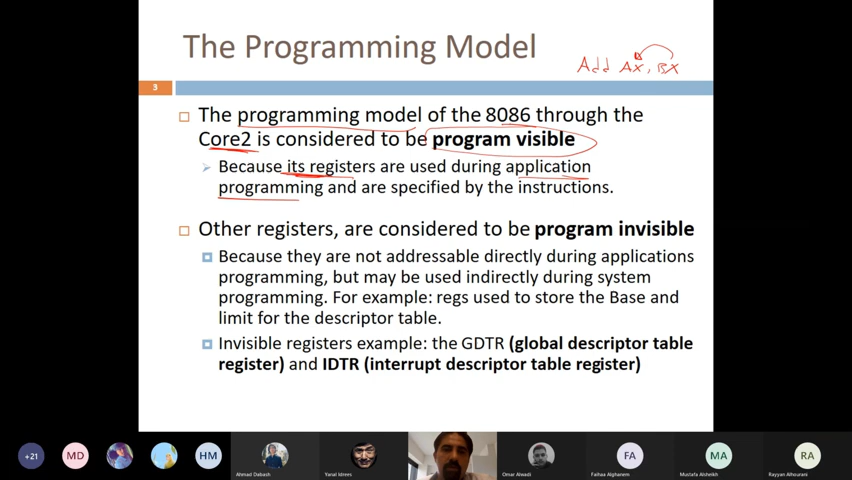 The Programming Model
Add AX, BX
3
The programming model of the 8086 through the
Core2 is considered to be program visible
Because its registers are used during application
programming and are specified by the instructions.
Other registers, are considered to be program invisible
Because they are not addressable directly during applications
programming, but may be used indirectly during system
programming. For example: regs used to store the Base and
limit for the descriptor table.
Invisible registers example: the GDTR (global descriptor table
register) and IDTR (interrupt descriptor table register)
+21
MD
HM
FA
MA
RA
Ahmad Dabash
Yanal Idrees
Omar Alwadi
Faihaa Alghanem
Mustafa Alsheikh
Rayyan Alhourani